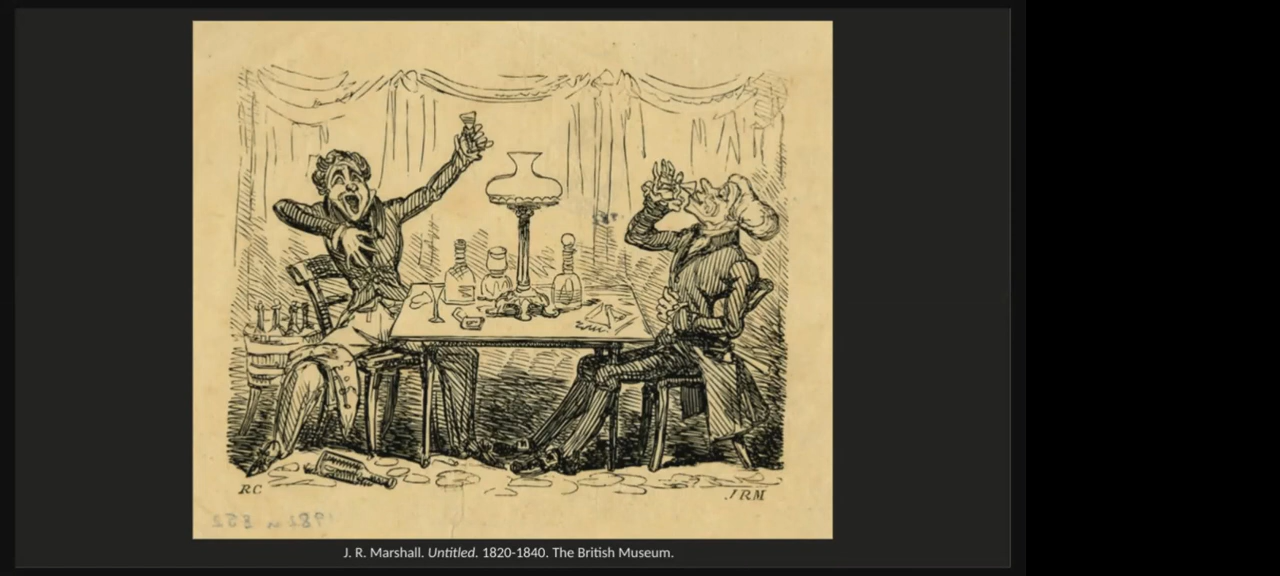 RC
JRM
J. R. Marshall. Untitled. 1820-1840. The British Museum.